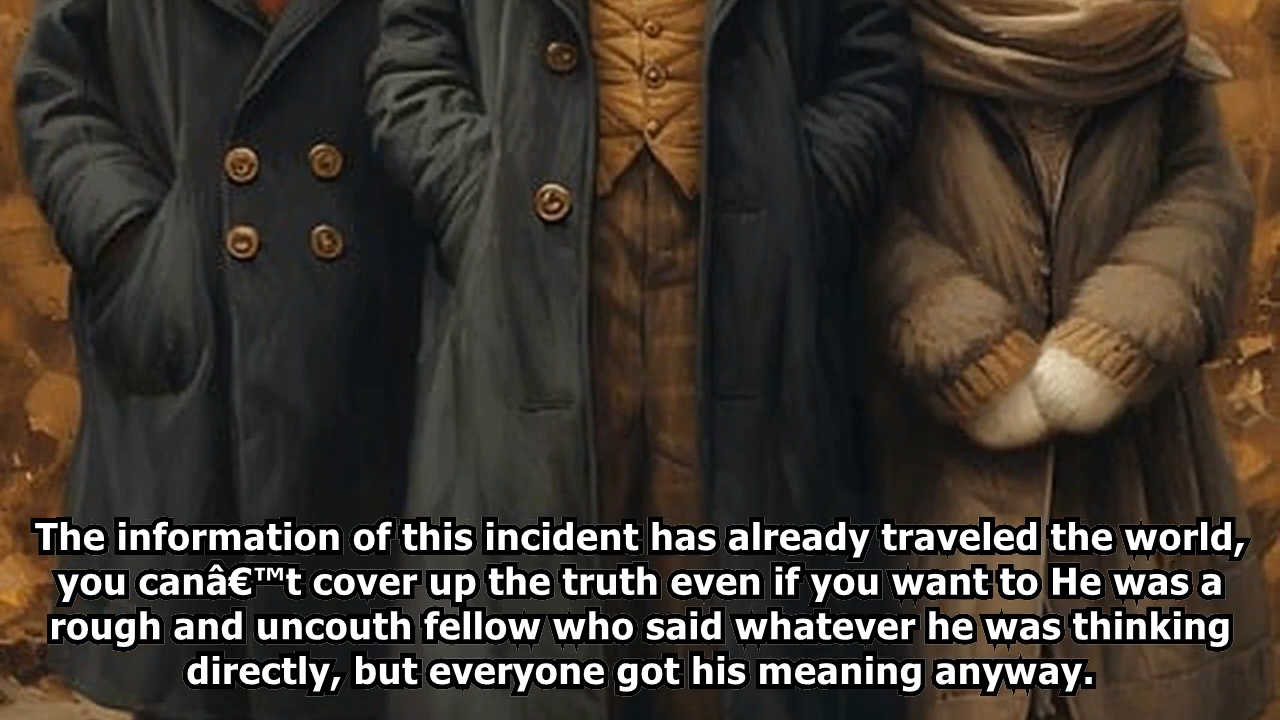 The information of this incident has already traveled the world,
you canâ€™t cover up the truth even if you want to He was a
rough and uncouth fellow who said whatever he was thinking
directly, but everyone got his meaning anyway.